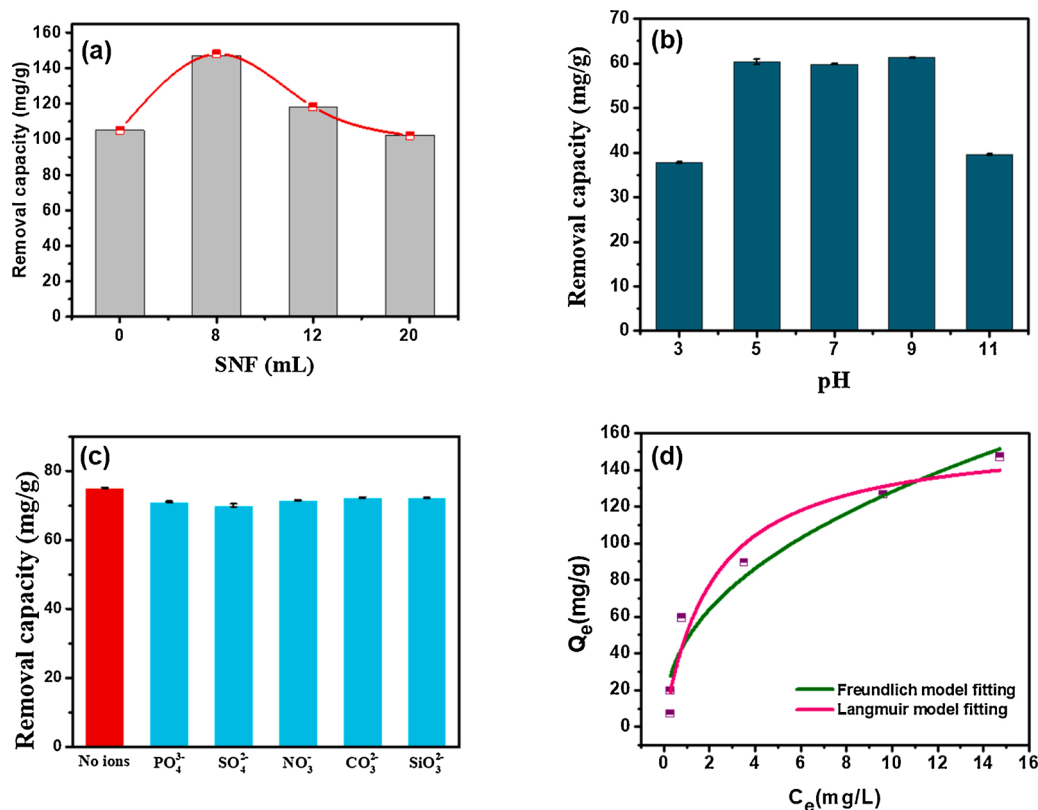 (a)
Removal capacity (mg/g)
160
140
120
100
80
60
40
20
0
0 8 12 20
SNF (mL)
(b)
Removal capacity (mg/g)
70
60
50
40
30
20
10
0
3 5 7 9 11
pH
(c)
Removal capacity (mg/g)
80
60
40
20
0
No ions PO₄³⁻ SO₄²⁻ NO₃⁻ CO₃²⁻ SiO₃²⁻
(d)
Qₑ(mg/g)
160
140
120
100
80
60
40
20
0
Freundlich model fitting
Langmuir model fitting
0 2 4 6 8 10 12 14 16
Cₑ(mg/L)